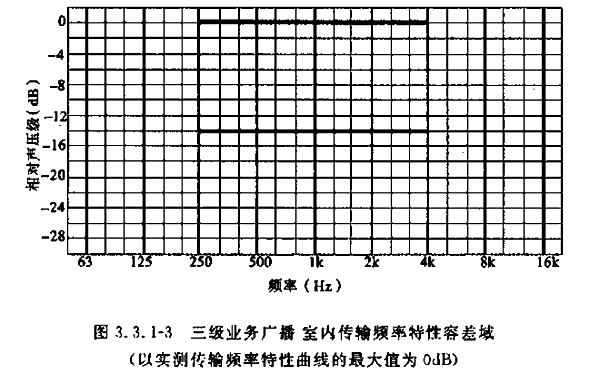 相对声压级(dB)
0
-4
-8
-12
-16
-20
-24
-28
63 125 250 500 1k 2k 4k 8k 16k
频率(Hz)
图 3.3.1-3 三级业务广播 室内传输频率特性容差域
(以实测传输频率特性曲线的最大值为 0dB)